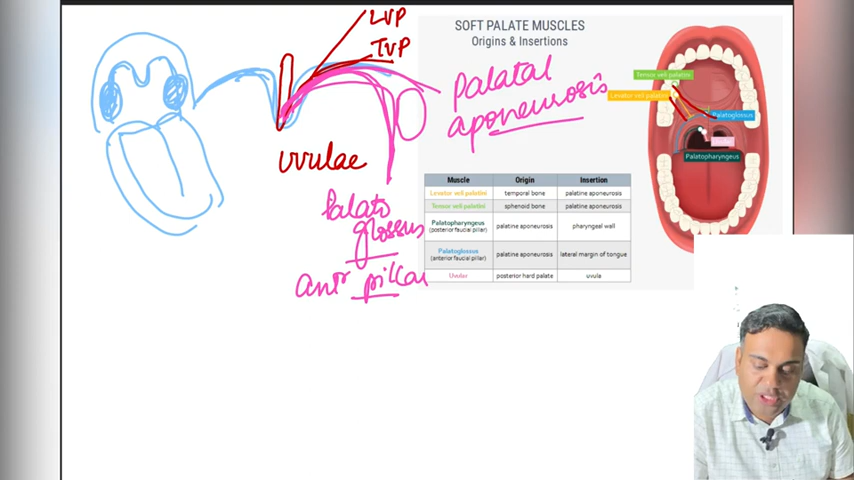 LVP
TVP
uvulae
Palato
glossus
antr pillar
Palatal
aponeurosis
SOFT PALATE MUSCLES
Origins & Insertions
Tensor veli palatini
Levator veli palatini
Palatoglossus
Palatopharyngeus
Muscle Origin Insertion
Levator veli palatini temporal bone palatine aponeurosis
Tensor veli palatini sphenoid bone palatine aponeurosis
Palatopharyngeus
(posterior faucial pillar) palatine aponeurosis pharyngeal wall
Palatoglossus
(anterior faucial pillar) palatine aponeurosis lateral margin of tongue
Uvular posterior hard palate uvula